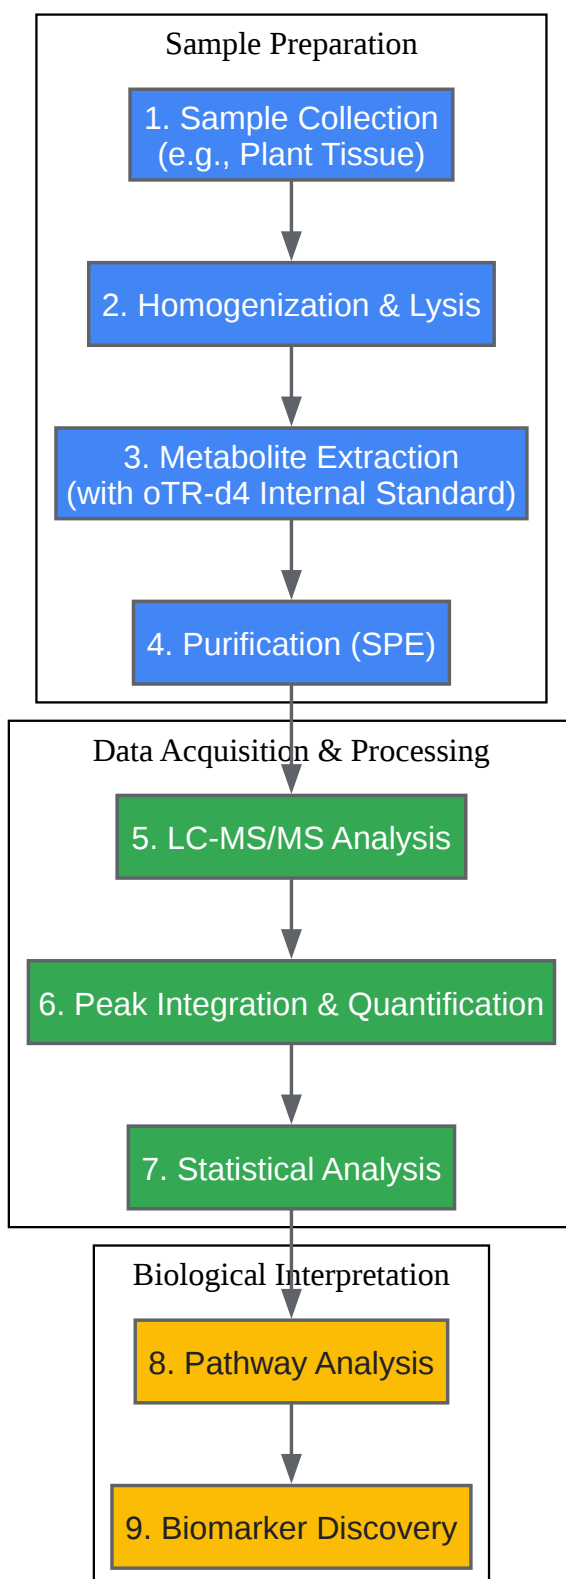 Sample Preparation
1. Sample Collection
(e.g., Plant Tissue)
2. Homogenization & Lysis
3. Metabolite Extraction
(with oTR-d4 Internal Standard)
4. Purification (SPE)
Data Acquisition & Processing
5. LC-MS/MS Analysis
6. Peak Integration & Quantification
7. Statistical Analysis
Biological Interpretation
8. Pathway Analysis
9. Biomarker Discovery